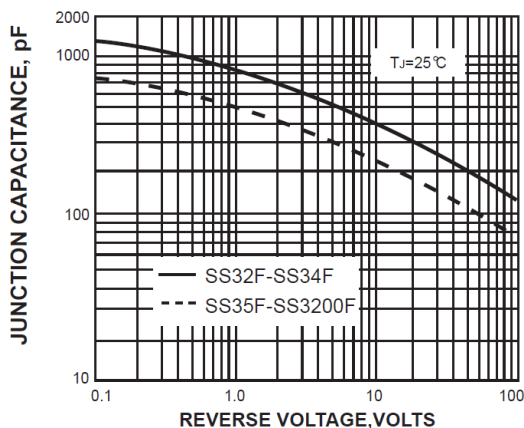 JUNCTION CAPACITANCE, pF
2000
1000
100
10
TJ=25℃
SS32F-SS34F
SS35F-SS3200F
0.1
1.0
10
100
REVERSE VOLTAGE,VOLTS